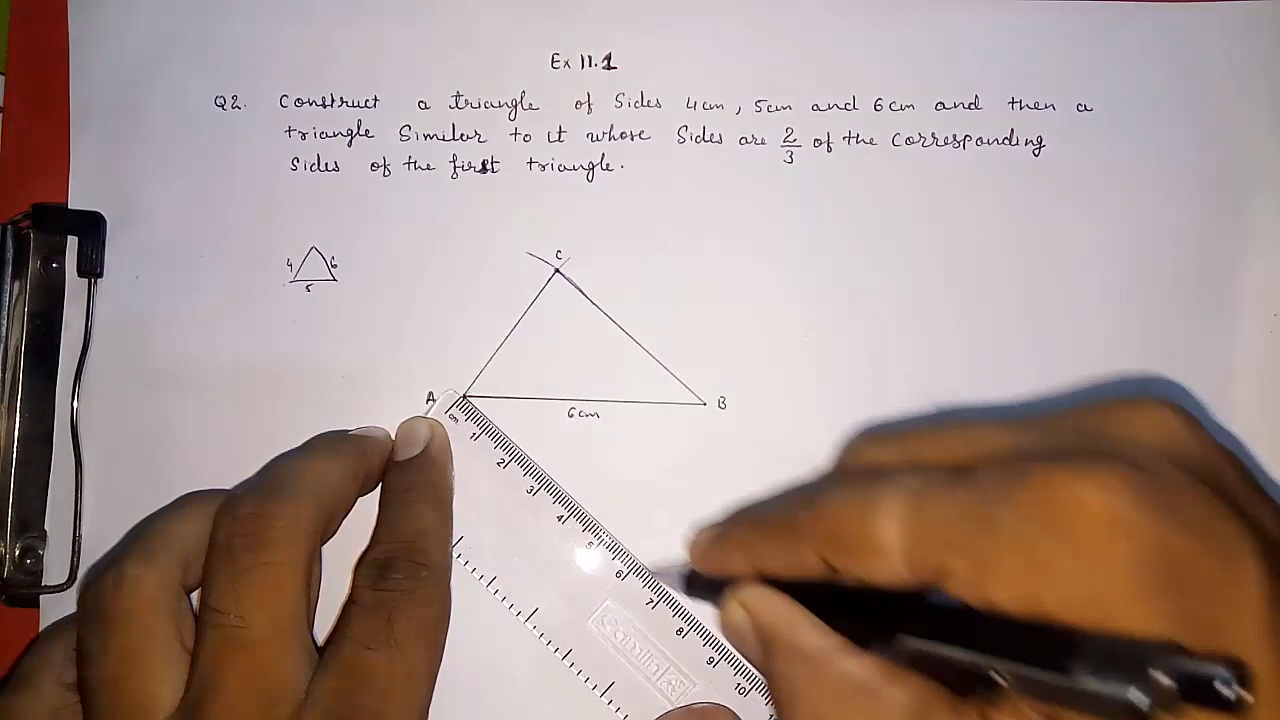 Ex 11.1
Q2. Construct a triangle of Sides 4cm, 5cm and 6cm and then a
triangle Similar to it whose Sides are 2/3 of the corresponding
Sides of the first triangle.
4 6
5
C
A B
6cm
cm 1 2 3 4 5 6 7 8 9 10
camlin